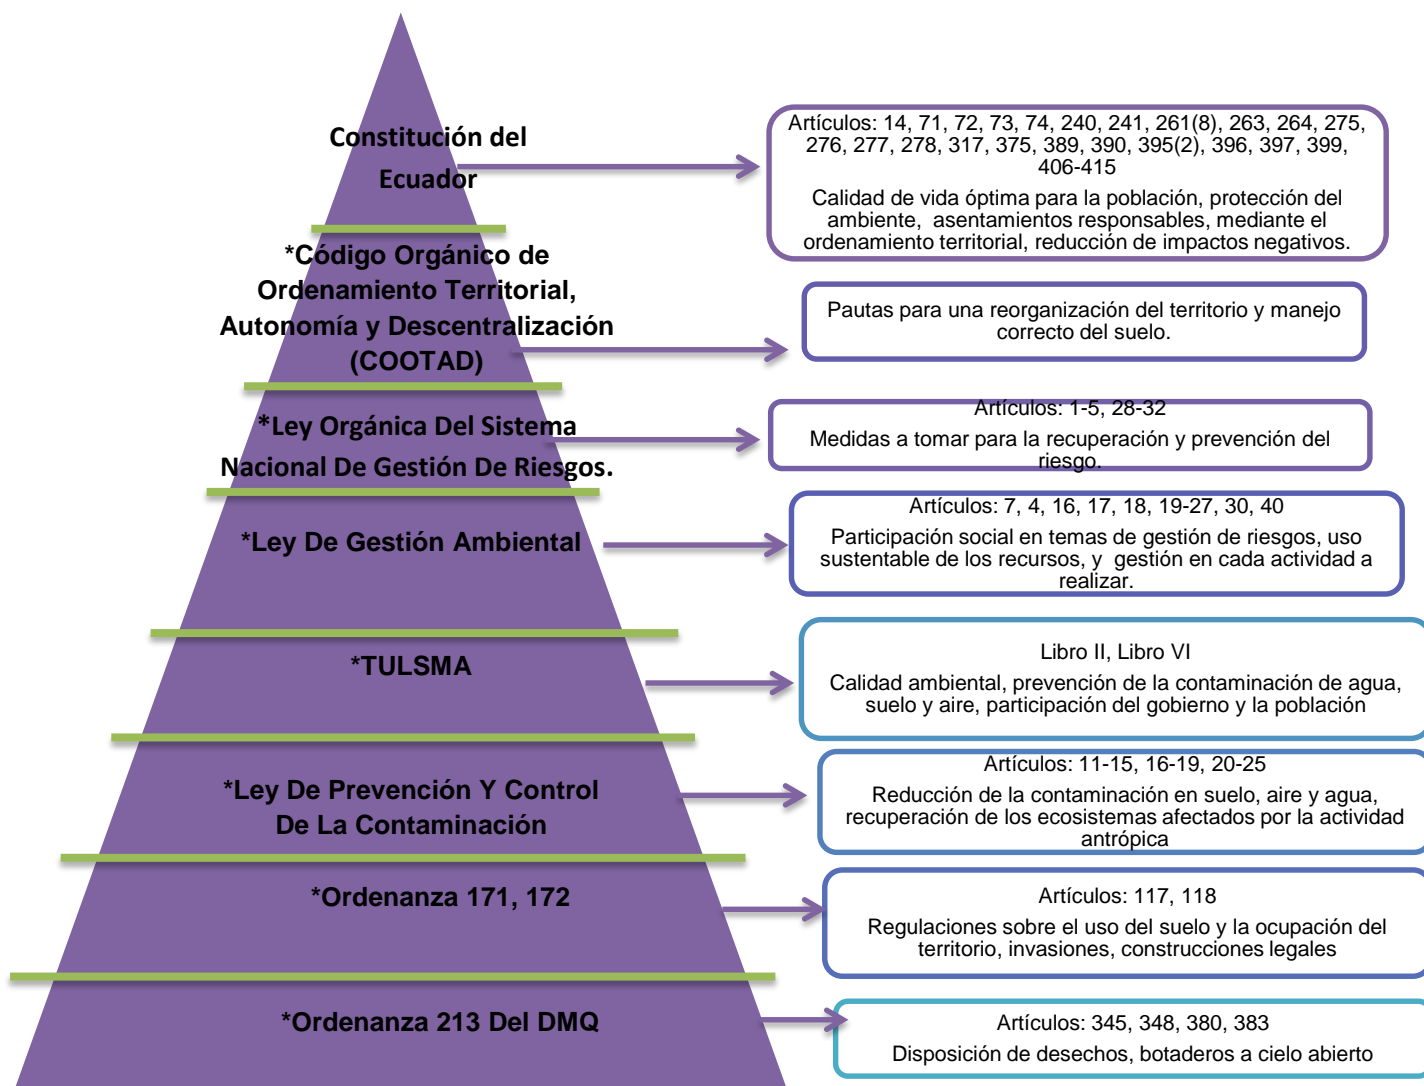 Constitución del
Ecuador
Artículos: 14, 71, 72, 73, 74, 240, 241, 261(8), 263, 264, 275,
276, 277, 278, 317, 375, 389, 390, 395(2), 396, 397, 399,
406-415
Calidad de vida óptima para la población, protección del
ambiente, asentamientos responsables, mediante el
ordenamiento territorial, reducción de impactos negativos.
*Código Orgánico de
Ordenamiento Territorial,
Autonomía y Descentralización
(COOTAD)
Pautas para una reorganización del territorio y manejo
correcto del suelo.
*Ley Orgánica Del Sistema
Nacional De Gestión De Riesgos.
Artículos: 1-5, 28-32
Medidas a tomar para la recuperación y prevención del
riesgo.
*Ley De Gestión Ambiental
Artículos: 7, 4, 16, 17, 18, 19-27, 30, 40
Participación social en temas de gestión de riesgos, uso
sustentable de los recursos, y gestión en cada actividad a
realizar.
*TULSMA
Libro II, Libro VI
Calidad ambiental, prevención de la contaminación de agua,
suelo y aire, participación del gobierno y la población
*Ley De Prevención Y Control
De La Contaminación
Artículos: 11-15, 16-19, 20-25
Reducción de la contaminación en suelo, aire y agua,
recuperación de los ecosistemas afectados por la actividad
antrópica
*Ordenanza 171, 172
Artículos: 117, 118
Regulaciones sobre el uso del suelo y la ocupación del
territorio, invasiones, construcciones legales
*Ordenanza 213 Del DMQ
Artículos: 345, 348, 380, 383
Disposición de desechos, botaderos a cielo abierto